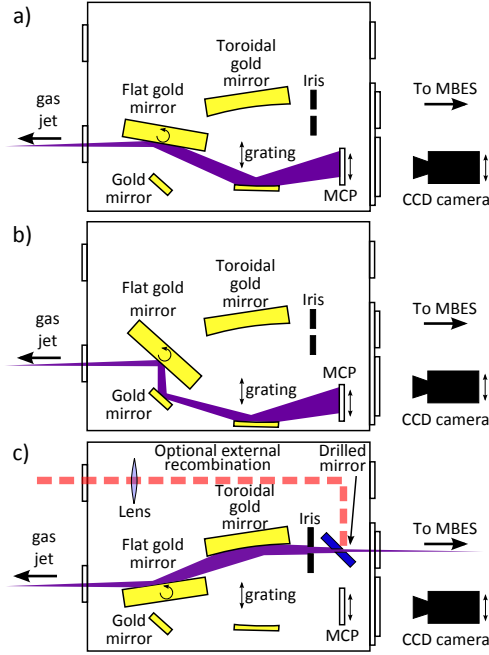 a)
Toroidal
gold
mirror
Iris
To MBES
Flat gold
mirror
gas
jet
grating
Gold
mirror
MCP
CCD camera
b)
Toroidal
gold
mirror
Iris
To MBES
Flat gold
mirror
gas
jet
MCP
grating
Gold
mirror
CCD camera
c)
Optional external
recombination
Drilled
mirror
Lens
Toroidal
gold
mirror
Iris
To MBES
gas
jet
Flat gold
mirror
grating
Gold
mirror
MCP
CCD camera